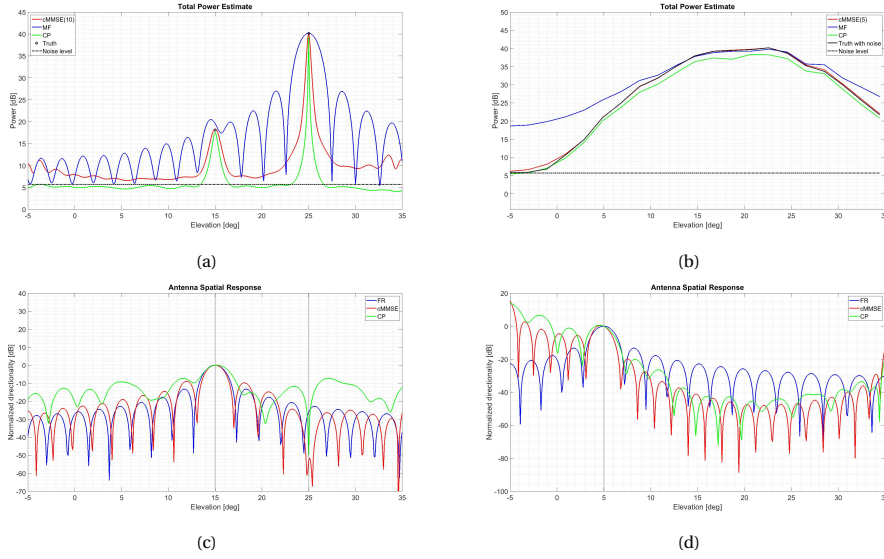 Total Power Estimate
cMMSE(10)
MF
CP
Truth
Noise level
Power [dB]
45
40
35
30
25
20
15
10
5
0
-5
0
5
10
15
20
25
30
35
Elevation [deg]
(a)
Total Power Estimate
cMMSE(5)
MF
CP
Truth with noise
Noise level
Power [dB]
50
45
40
35
30
25
20
15
10
5
0
-5
0
5
10
15
20
25
30
Elevation [deg]
(b)
Antenna Spatial Response
FR
cMMSE
CP
Normalized directionality [dB]
40
30
20
10
0
-10
-20
-30
-40
-50
-60
-70
-5
0
5
10
15
20
25
30
35
Elevation [deg]
(c)
Antenna Spatial Response
FR
cMMSE
CP
Normalized directionality [dB]
20
0
-20
-40
-60
-80
-100
-5
0
5
10
15
20
25
30
Elevation [deg]
(d)